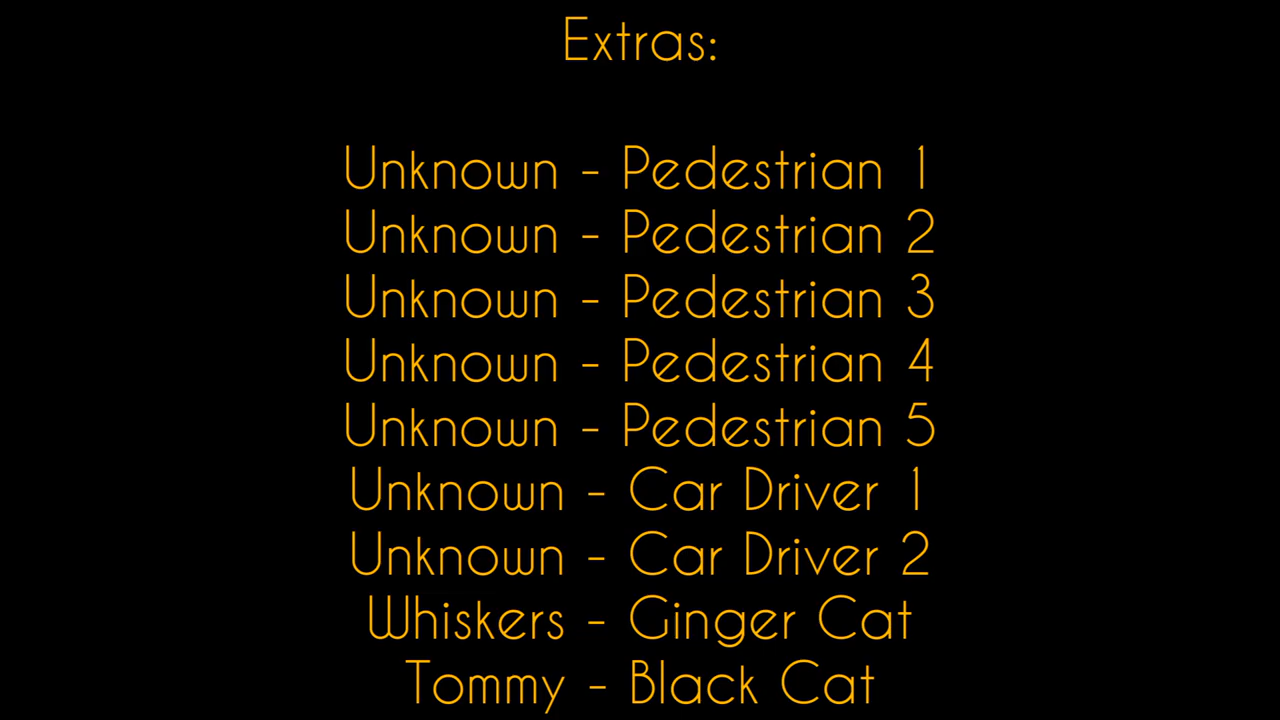 Extras:
Unknown - Pedestrian 1
Unknown - Pedestrian 2
Unknown - Pedestrian 3
Unknown - Pedestrian 4
Unknown - Pedestrian 5
Unknown - Car Driver 1
Unknown - Car Driver 2
Whiskers - Ginger Cat
Tommy - Black Cat